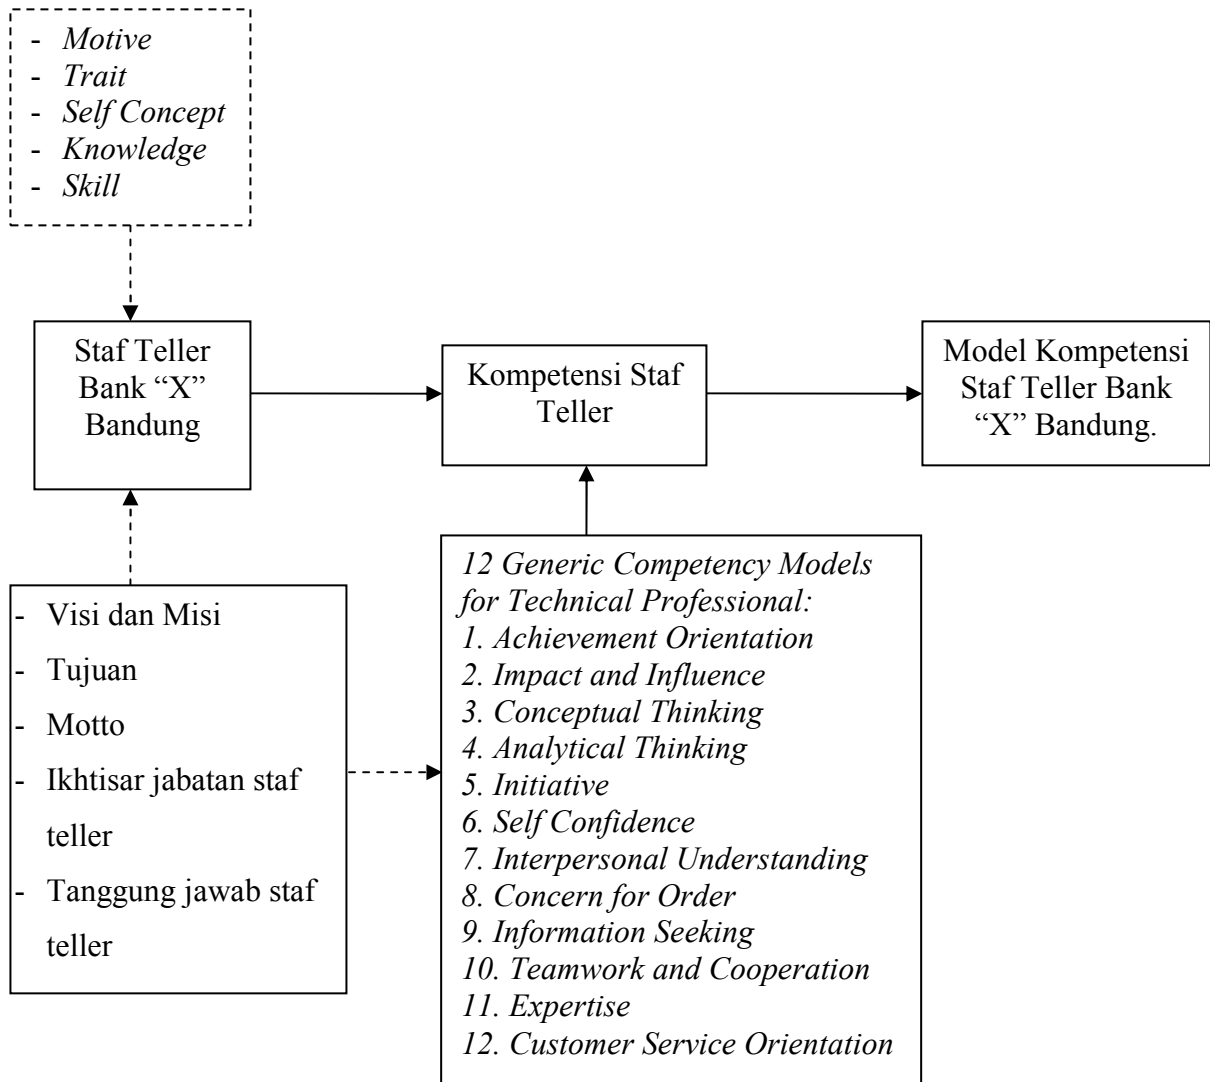 - Motive
- Trait
- Self Concept
- Knowledge
- Skill
Staf Teller
Bank “X”
Bandung
Kompetensi Staf
Teller
Model Kompetensi
Staf Teller Bank
“X” Bandung.
- Visi dan Misi
- Tujuan
- Motto
- Ikhtisar jabatan staf
teller
- Tanggung jawab staf
teller
12 Generic Competency Models
for Technical Professional:
1. Achievement Orientation
2. Impact and Influence
3. Conceptual Thinking
4. Analytical Thinking
5. Initiative
6. Self Confidence
7. Interpersonal Understanding
8. Concern for Order
9. Information Seeking
10. Teamwork and Cooperation
11. Expertise
12. Customer Service Orientation